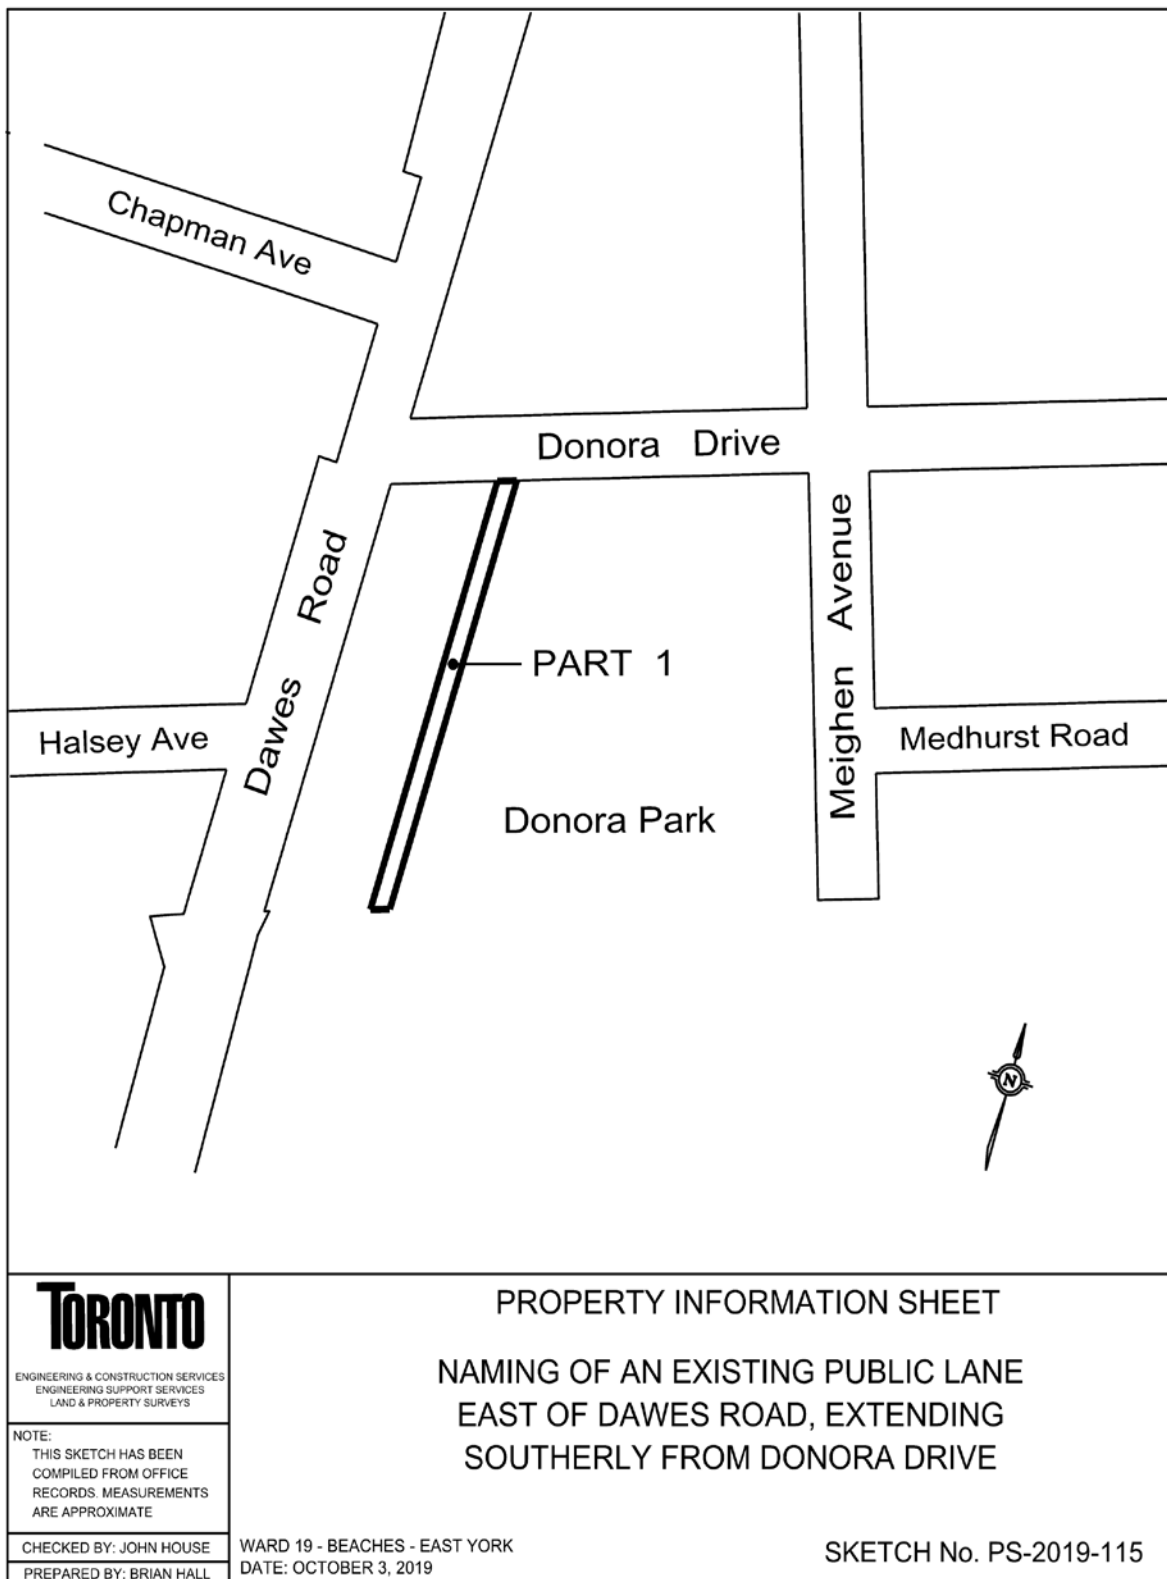 Chapman Ave
Donora Drive
Dawes Road
PART 1
Meighen Avenue
Halsey Ave
Medhurst Road
Donora Park
N
TORONTO
ENGINEERING & CONSTRUCTION SERVICES
ENGINEERING SUPPORT SERVICES
LAND & PROPERTY SURVEYS
NOTE:
THIS SKETCH HAS BEEN
COMPILED FROM OFFICE
RECORDS. MEASUREMENTS
ARE APPROXIMATE
CHECKED BY: JOHN HOUSE
PREPARED BY: BRIAN HALL
PROPERTY INFORMATION SHEET
NAMING OF AN EXISTING PUBLIC LANE
EAST OF DAWES ROAD, EXTENDING
SOUTHERLY FROM DONORA DRIVE
WARD 19 - BEACHES - EAST YORK
DATE: OCTOBER 3, 2019
SKETCH No. PS-2019-115